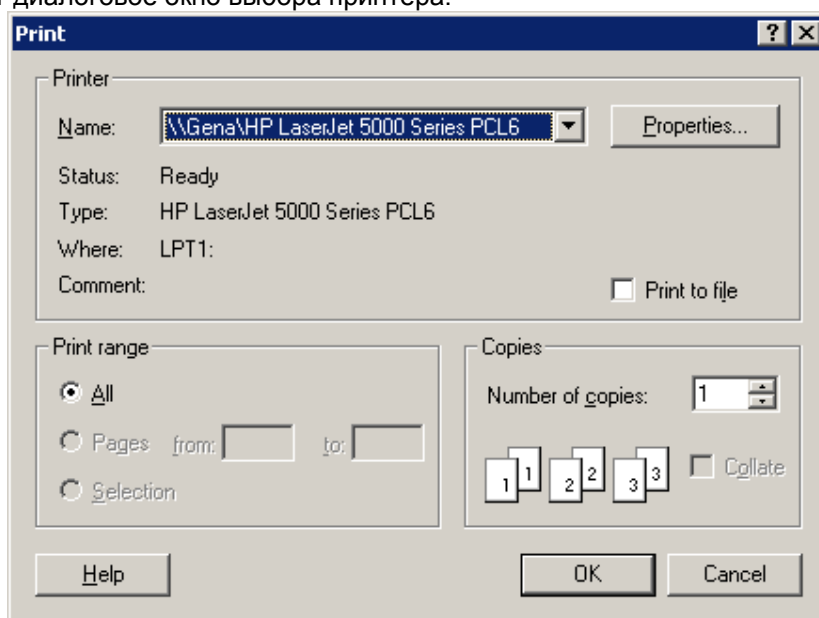 диалоговое окно выбора принтера.
Print
Printer
Name: \\Gena\HP LaserJet 5000 Series PCL6 Properties...
Status: Ready
Type: HP LaserJet 5000 Series PCL6
Where: LPT1:
Comment: Print to file
Print range
All
Pages from: to:
Selection
Copies
Number of copies: 1
1 1 2 2 3 3 Collate
Help OK Cancel